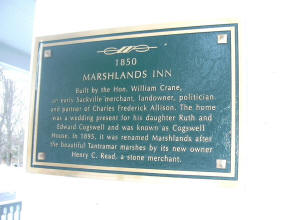 1850
MARSHLANDS INN
Built by the Hon. William Crane,
an early Sackville merchant, landowner, politician
and partner of Charles Frederick Allison. The home
was a wedding present for his daughter Ruth and
Edward Cogswell and was known as Cogswell
House. In 1895, it was renamed Marshlands after
the beautiful Tantramar marshes by its new owner
Henry C. Read, a stone merchant.